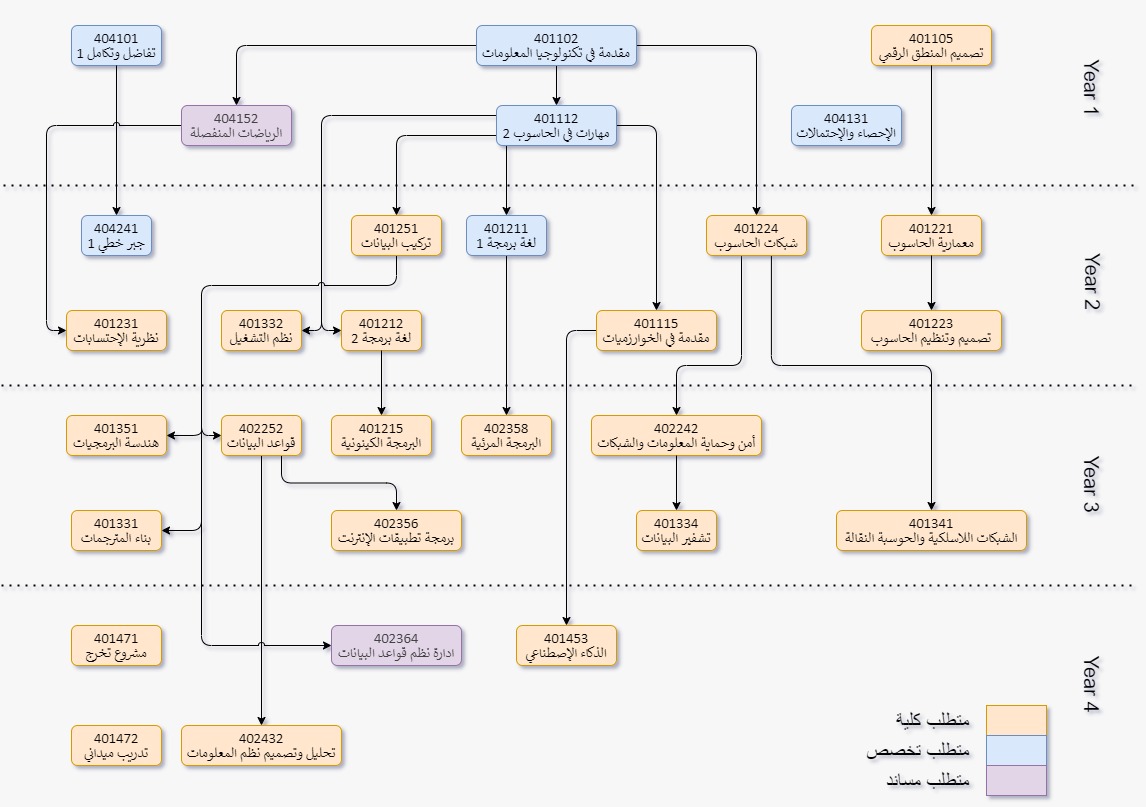 404101
تفاضل وتكامل 1
401102
مقدمة في تكنولوجيا المعلومات
401105
تصميم المنطق الرقمي
Year 1
404152
الرياضات المنفصلة
401112
مهارات في الحاسوب 2
404131
الإحصاء والإحتمالات
404241
جبر خطي 1
401251
تركيب البيانات
401211
لغة برمجة 1
401224
شبكات الحاسوب
401221
معمارية الحاسوب
Year 2
401231
نظرية الإحتسابات
401332
نظم التشغيل
401212
لغة برمجة 2
401115
مقدمة في الخوارزميات
401223
تصميم وتنظيم الحاسوب
401351
هندسة البرمجيات
402252
قواعد البيانات
401215
البرمجة الكينونية
402358
البرمجة المرئية
402242
أمن وحماية المعلومات والشبكات
Year 3
401331
بناء المترجمات
402356
برمجة تطبيقات الإنترنت
401334
تشفير البيانات
401341
الشبكات اللاسلكية والحوسبة النقالة
401471
مشروع تخرج
402364
ادارة نظم قواعد البيانات
401453
الذكاء الإصطناعي
Year 4
401472
تدريب ميداني
402432
تحليل وتصميم نظم المعلومات
متطلب كلية
متطلب تخصص
متطلب مساند